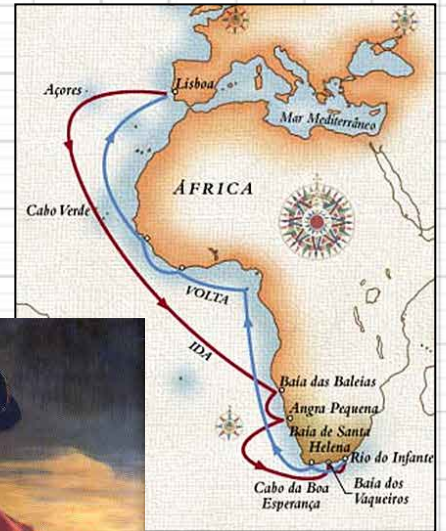 Açores
Lisboa
Mar Mediterrâneo
ÁFRICA
Cabo Verde
VOLTA
IDA
Baía das Baleias
Angra Pequena
Baía de Santa
Helena
Rio do Infante
Cabo da Boa
Esperança
Baía dos
Vaqueiros